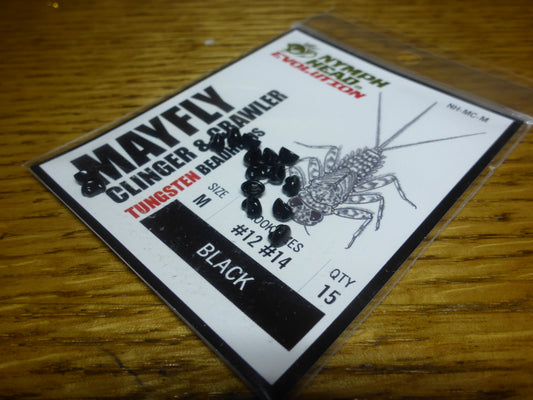 NYMPH
HEAD®
EVOLUTION
NH-MC-M
MAYFLY
CLINGER & CRAWLER
TUNGSTEN
SIZE
M
#12 #14
QTY
15
BLACK